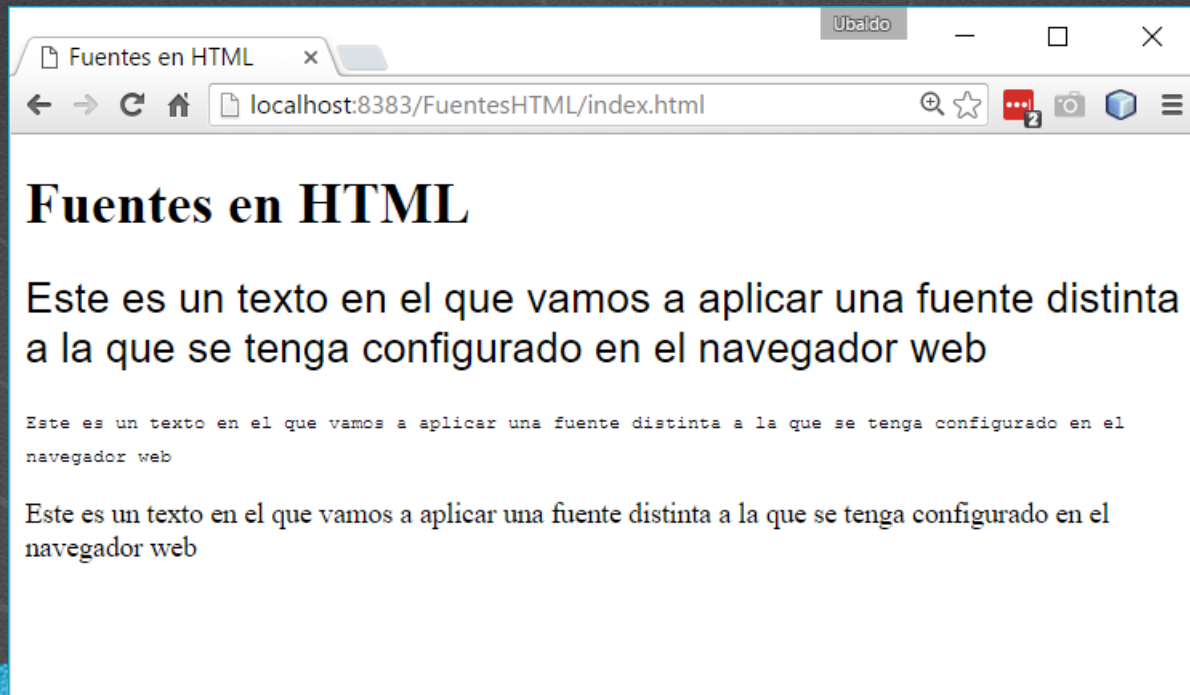 Ubaldo
Fuentes en HTML
localhost:8383/FuentesHTML/index.html
2
Fuentes en HTML
Este es un texto en el que vamos a aplicar una fuente distinta
a la que se tenga configurado en el navegador web
Este es un texto en el que vamos a aplicar una fuente distinta a la que se tenga configurado en el
navegador web
Este es un texto en el que vamos a aplicar una fuente distinta a la que se tenga configurado en el
navegador web